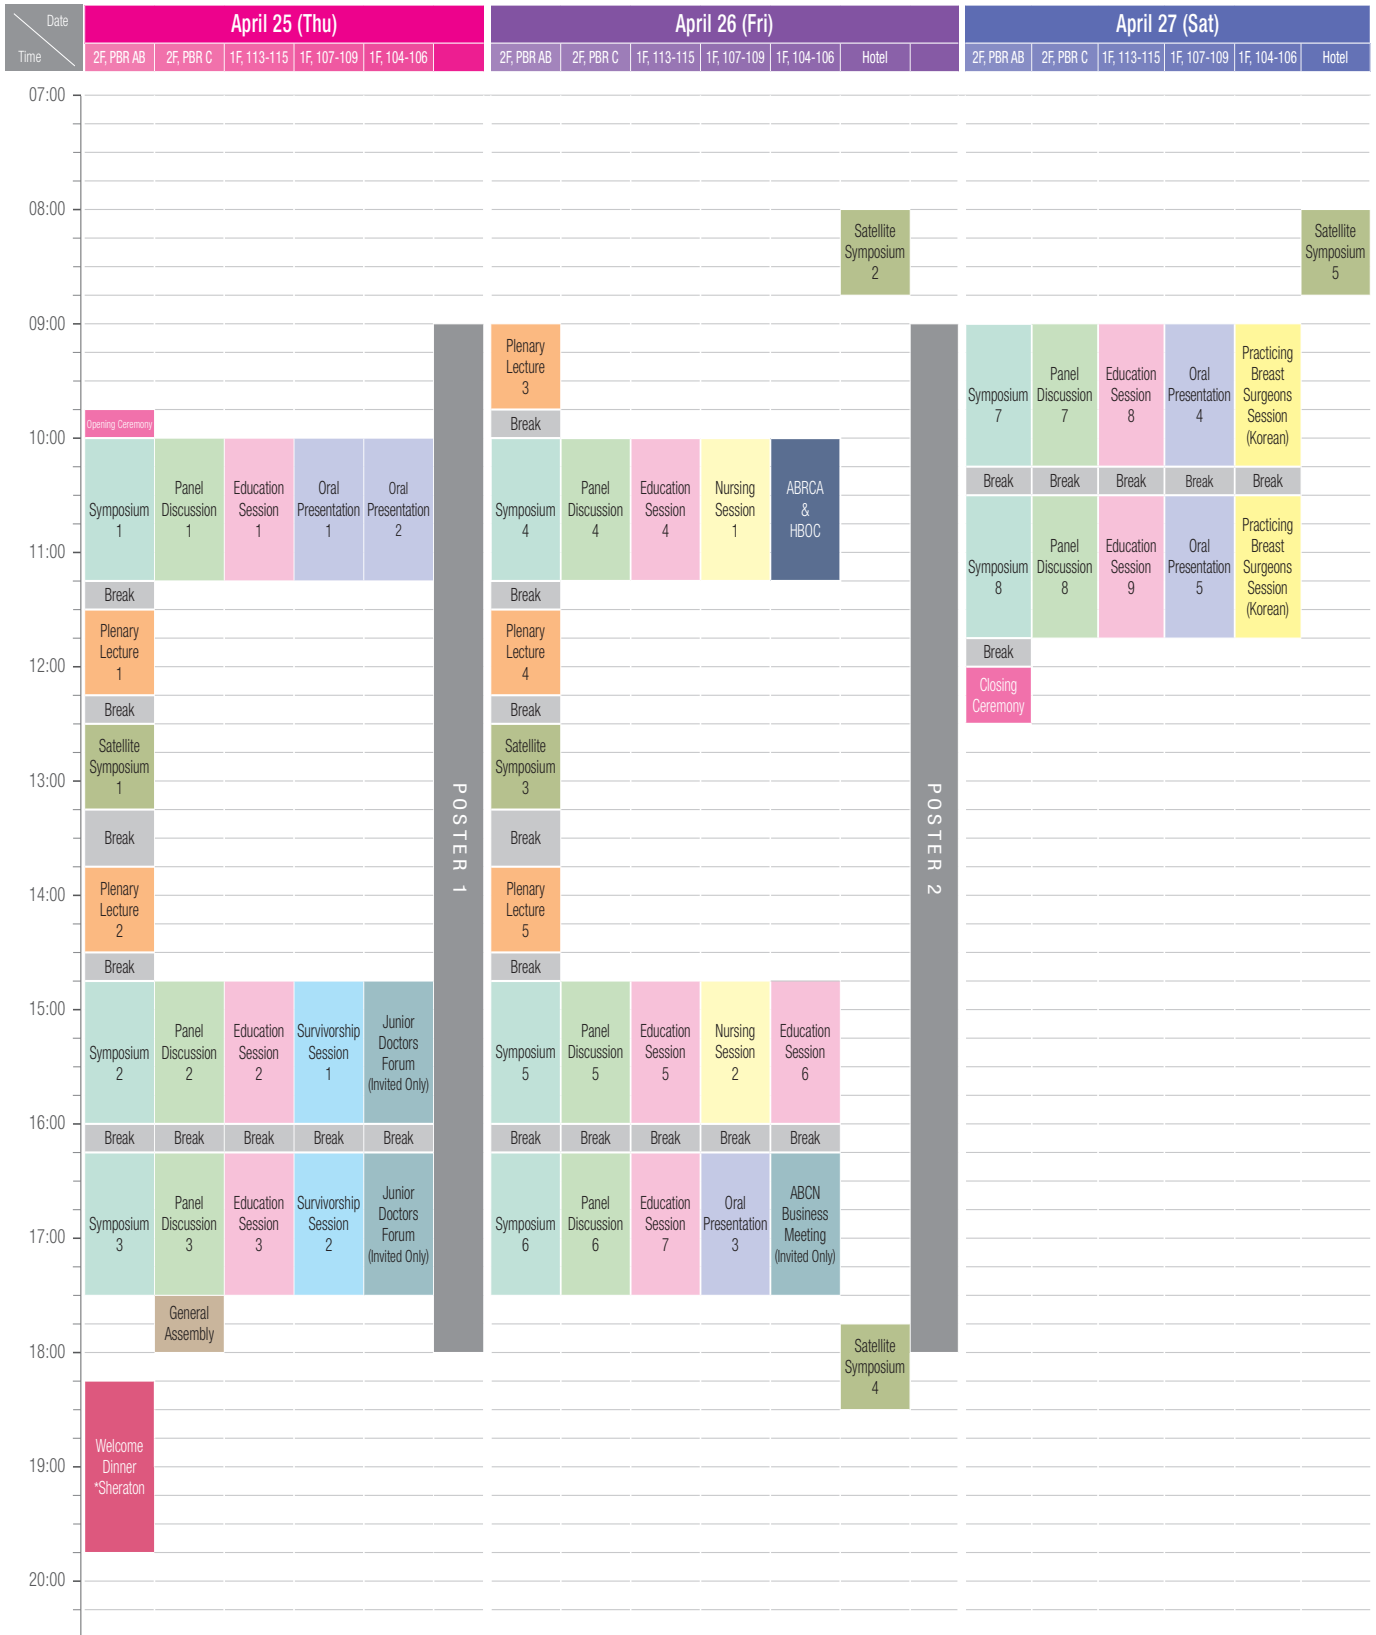 Date
Time
April 25 (Thu)
April 26 (Fri)
April 27 (Sat)
2F, PBR AB
2F, PBR C
1F, 113-115
1F, 107-109
1F, 104-106
2F, PBR AB
2F, PBR C
1F, 113-115
1F, 107-109
1F, 104-106
Hotel
2F, PBR AB
2F, PBR C
1F, 113-115
1F, 107-109
1F, 104-106
Hotel
07:00
08:00
09:00
10:00
11:00
12:00
13:00
14:00
15:00
16:00
17:00
18:00
19:00
20:00
Opening Ceremony
Symposium
1
Break
Plenary
Lecture
1
Break
Satellite
Symposium
1
Break
Plenary
Lecture
2
Break
Symposium
2
Break
Symposium
3
Welcome
Dinner
*Sheraton
Panel
Discussion
1
Panel
Discussion
2
Break
Panel
Discussion
3
General
Assembly
Education
Session
1
Education
Session
2
Break
Education
Session
3
Oral
Presentation
1
Survivorship
Session
1
Break
Survivorship
Session
2
Oral
Presentation
2
Junior
Doctors
Forum
(Invited Only)
Break
Junior
Doctors
Forum
(Invited Only)
POSTER 1
Plenary
Lecture
3
Break
Symposium
4
Break
Plenary
Lecture
4
Break
Satellite
Symposium
3
Break
Plenary
Lecture
5
Break
Symposium
5
Break
Symposium
6
Panel
Discussion
4
Panel
Discussion
5
Break
Panel
Discussion
6
Education
Session
4
Education
Session
5
Break
Education
Session
7
Nursing
Session
1
Nursing
Session
2
Break
Oral
Presentation
3
ABRCA
&
HBOC
Education
Session
6
Break
ABCN
Business
Meeting
(Invited Only)
Satellite
Symposium
2
Satellite
Symposium
4
POSTER 2
Symposium
7
Break
Symposium
8
Break
Closing
Ceremony
Panel
Discussion
7
Break
Panel
Discussion
8
Education
Session
8
Break
Education
Session
9
Oral
Presentation
4
Break
Oral
Presentation
5
Practicing
Breast
Surgeons
Session
(Korean)
Break
Practicing
Breast
Surgeons
Session
(Korean)
Satellite
Symposium
5